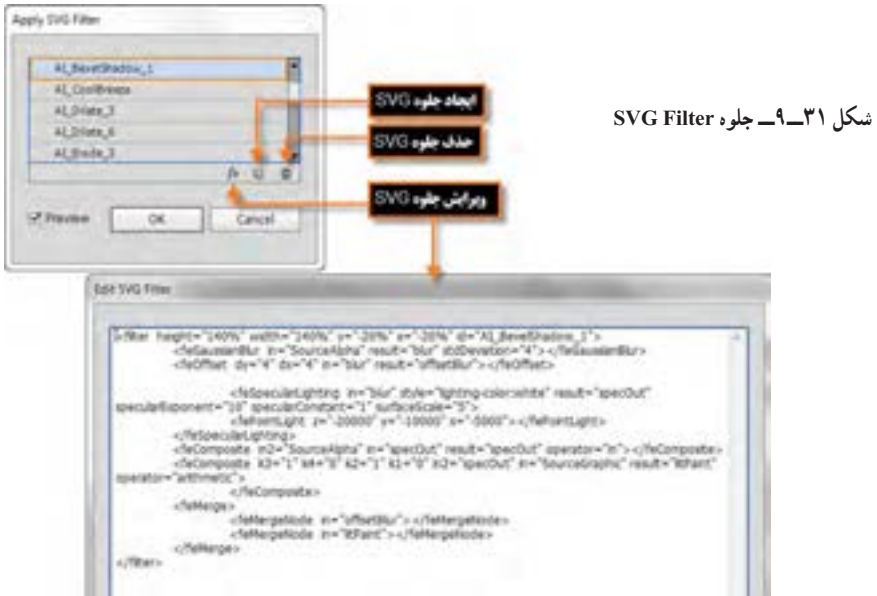 Apply SVG Filter
AI_BevelShadow_1
AI_CoolBreeze
AI_Dilate_3
AI_Dilate_6
AI_Erode_3
Preview
OK
Cancel
ایجاد جلوه SVG
حذف جلوه SVG
ویرایش جلوه SVG
شکل ۳۱ــ۹ــ جلوه SVG Filter
Edit SVG Filter
<filter height="140%" width="140%" y="-20%" x="-20%" id="AI_BevelShadow_1">
<feGaussianBlur in="SourceAlpha" result="blur" stdDeviation="4"></feGaussianBlur>
<feOffset dy="4" dx="4" in="blur" result="offsetBlur"></feOffset>
<feSpecularLighting in="blur" style="lighting-color:white" result="specOut"
specularExponent="10" specularConstant="1" surfaceScale="5">
<fePointLight z="-20000" y="-10000" x="-5000"></fePointLight>
</feSpecularLighting>
<feComposite in2="SourceAlpha" in="specOut" result="specOut" operator="in"></feComposite>
<feComposite k3="1" k4="0" k2="1" k1="0" in2="specOut" in="SourceGraphic" result="litPaint"
operator="arithmetic">
</feComposite>
<feMerge>
<feMergeNode in="offsetBlur"></feMergeNode>
<feMergeNode in="litPaint"></feMergeNode>
</feMerge>
</filter>